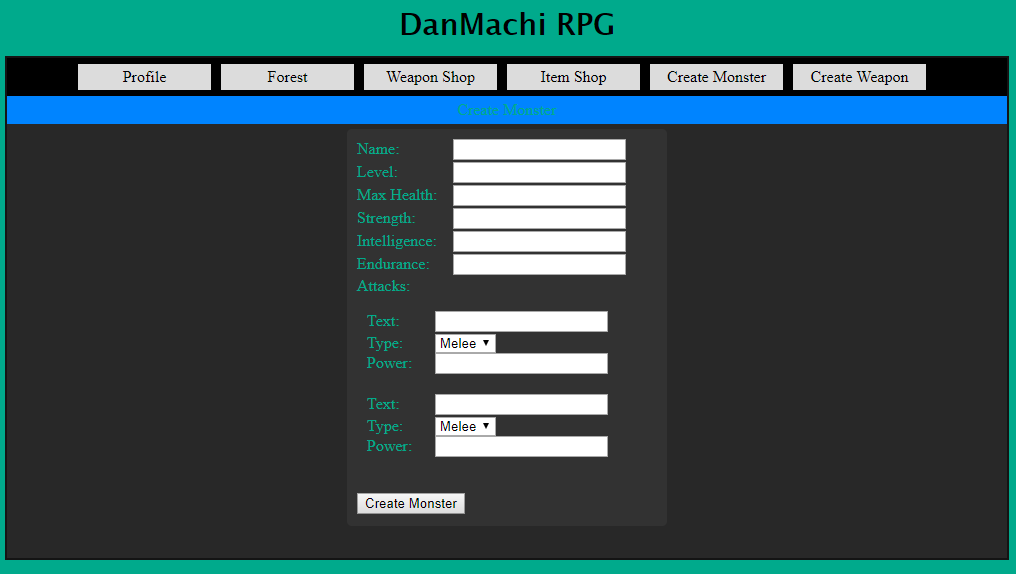 DanMachi RPG
Profile Forest Weapon Shop Item Shop Create Monster Create Weapon
Create Monster
Name:
Level:
Max Health:
Strength:
Intelligence:
Endurance:
Attacks:
Text:
Type: Melee
Power:
Text:
Type: Melee
Power:
Create Monster